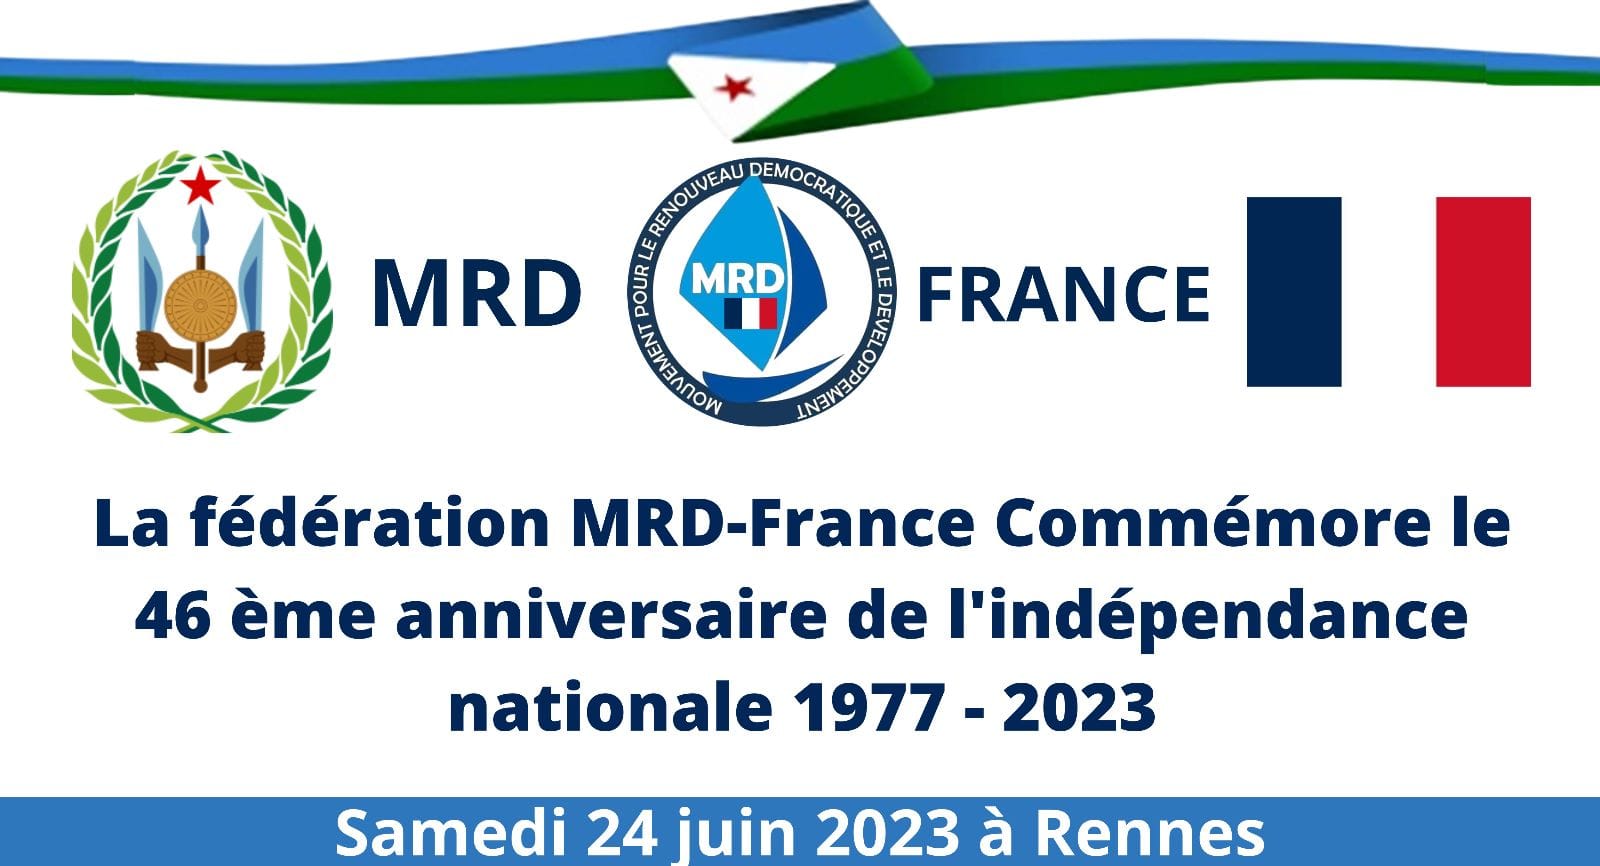 MRD
MOUVEMENT POUR LE RENOUVEAU DEMOCRATIQUE ET LE DEVELOPPEMENT
MRD
FRANCE
La fédération MRD-France Commémore le
46 ème anniversaire de l'indépendance
nationale 1977 - 2023
Samedi 24 juin 2023 à Rennes